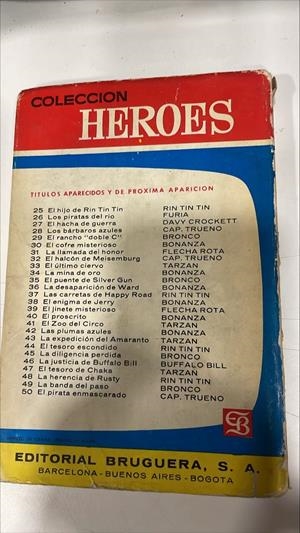 COLECCION
HEROES
TITULOS APARECIDOS Y DE PROXIMA APARICION
25 El hijo de Rin Tin Tin RIN TIN TIN
26 Los piratas del río FURIA
27 El hacha de guerra DAVY CROCKETT
28 Los bárbaros azules CAP. TRUENO
29 El rancho "doble C" BRONCO
30 El cofre misterioso BONANZA
31 La llamada del honor FLECHA ROTA
32 El halcón de Meisemburg CAP. TRUENO
33 El último ciervo TARZAN
34 La mina de oro BONANZA
35 El puente de Silver Gun BRONCO
36 La desaparición de Ward BONANZA
37 Las carretas de Happy Road RIN TIN TIN
38 El enigma de Jerry BONANZA
39 El jinete misterioso FLECHA ROTA
40 El proscrito BONANZA
41 El Zoo del Circo TARZAN
42 Las plumas azules BONANZA
43 La expedición del Amaranto TARZAN
44 El tesoro escondido RIN TIN TIN
45 La diligencia perdida BRONCO
46 La justicia de Buffalo Bill BUFFALO BILL
47 El tesoro de Chaka TARZAN
48 La herencia de Rusty RIN TIN TIN
49 La banda del paso BRONCO
50 El pirata enmascarado CAP. TRUENO
EB
EDITORIAL BRUGUERA, S. A.
BARCELONA - BUENOS AIRES - BOGOTA